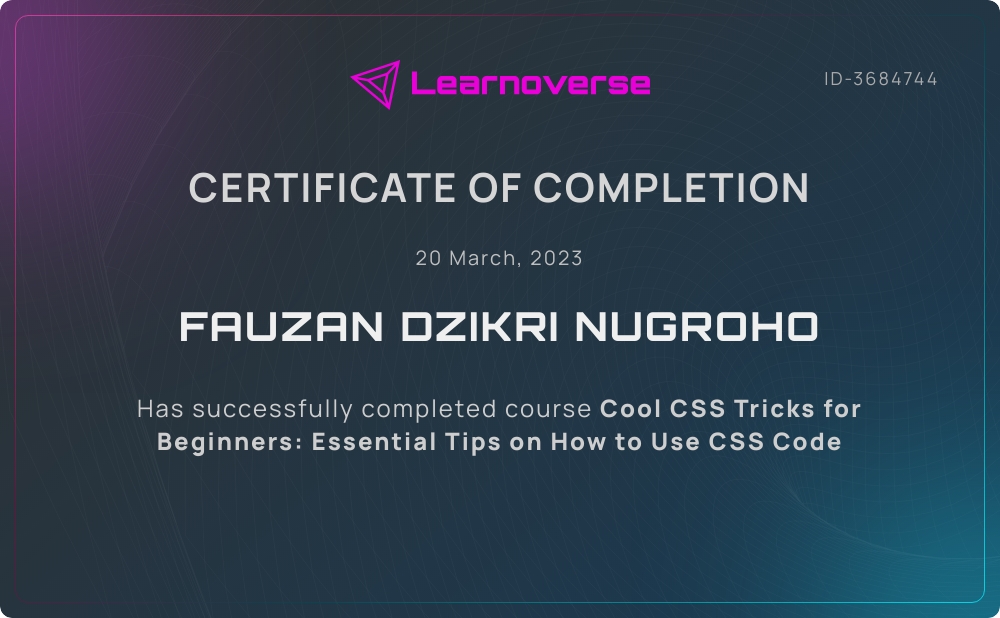 Learnoverse
ID-3684744
CERTIFICATE OF COMPLETION
20 March, 2023
FAUZAN DZIKRI NUGROHO
Has successfully completed course Cool CSS Tricks for
Beginners: Essential Tips on How to Use CSS Code